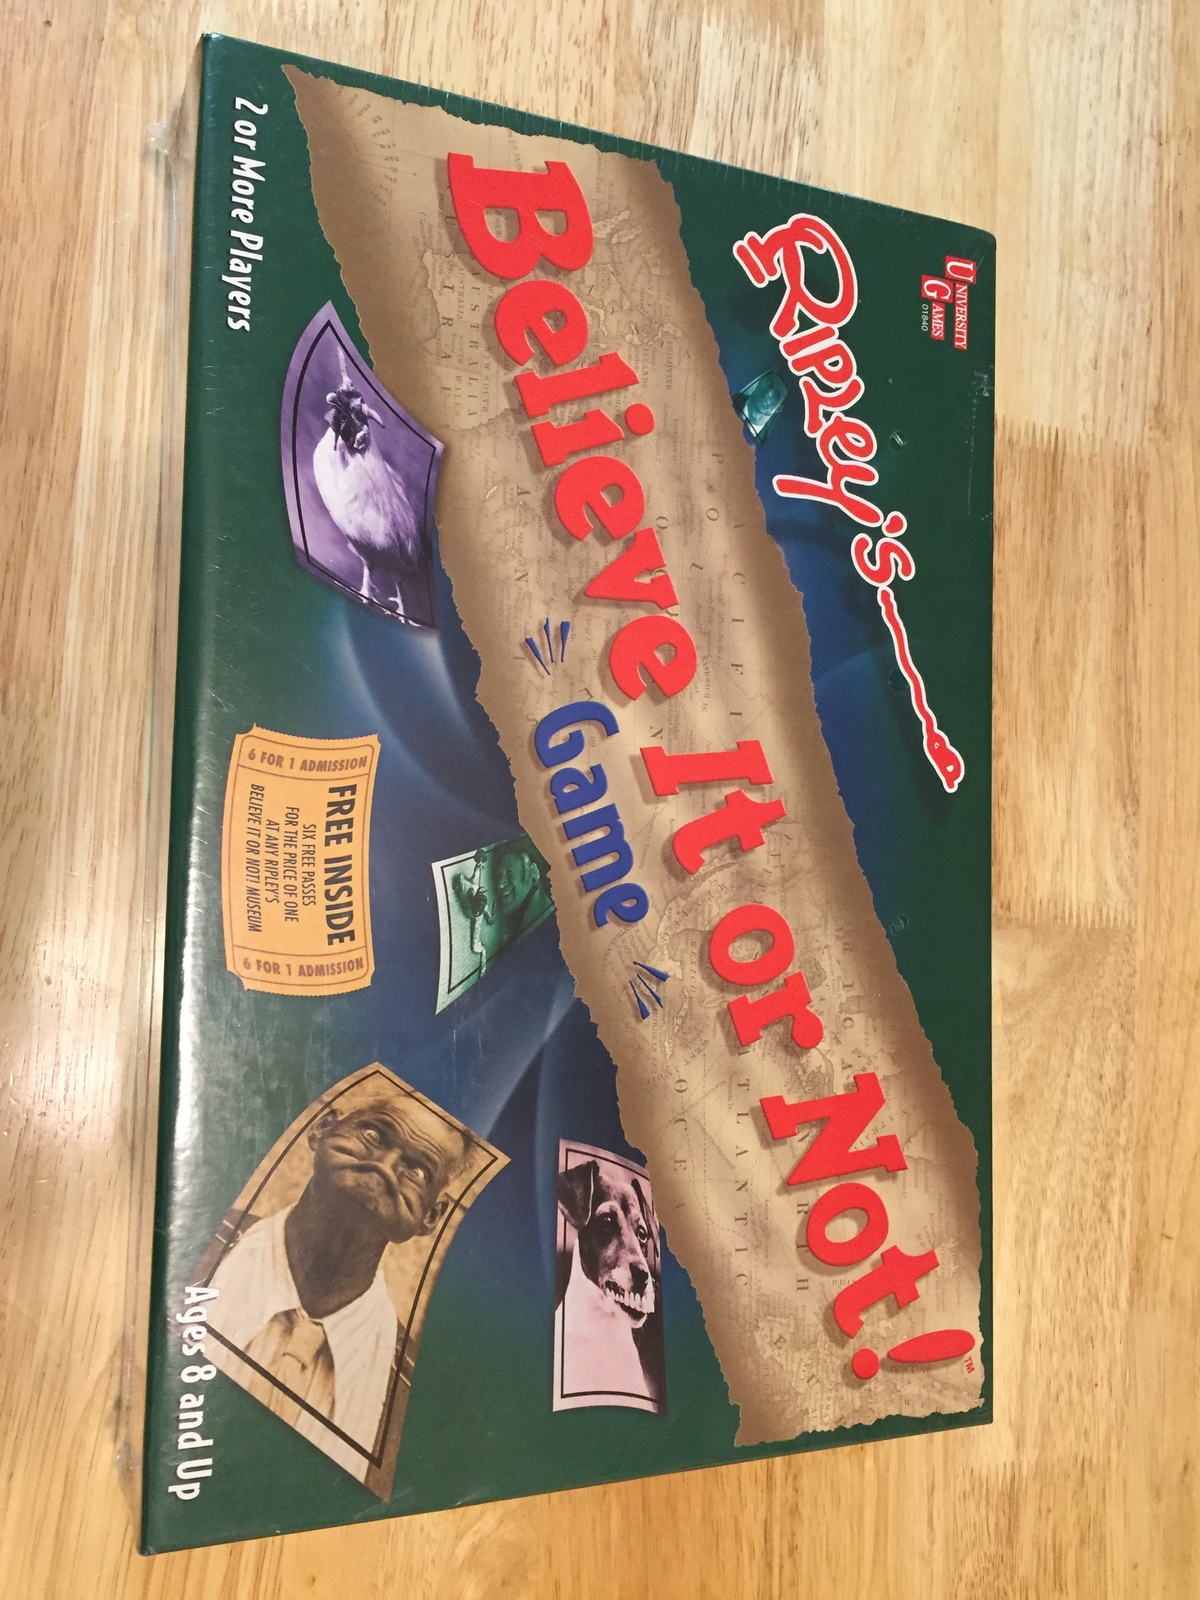 UNIVERSITY
GAMES
01840
RIPLEY'S
Believe It or Not!™
Game
6 FOR 1 ADMISSION
FREE INSIDE
SIX FREE PASSES
FOR THE PRICE OF ONE
AT ANY RIPLEY'S
BELIEVE IT OR NOT! MUSEUM
6 FOR 1 ADMISSION
2 or More Players
Ages 8 and Up